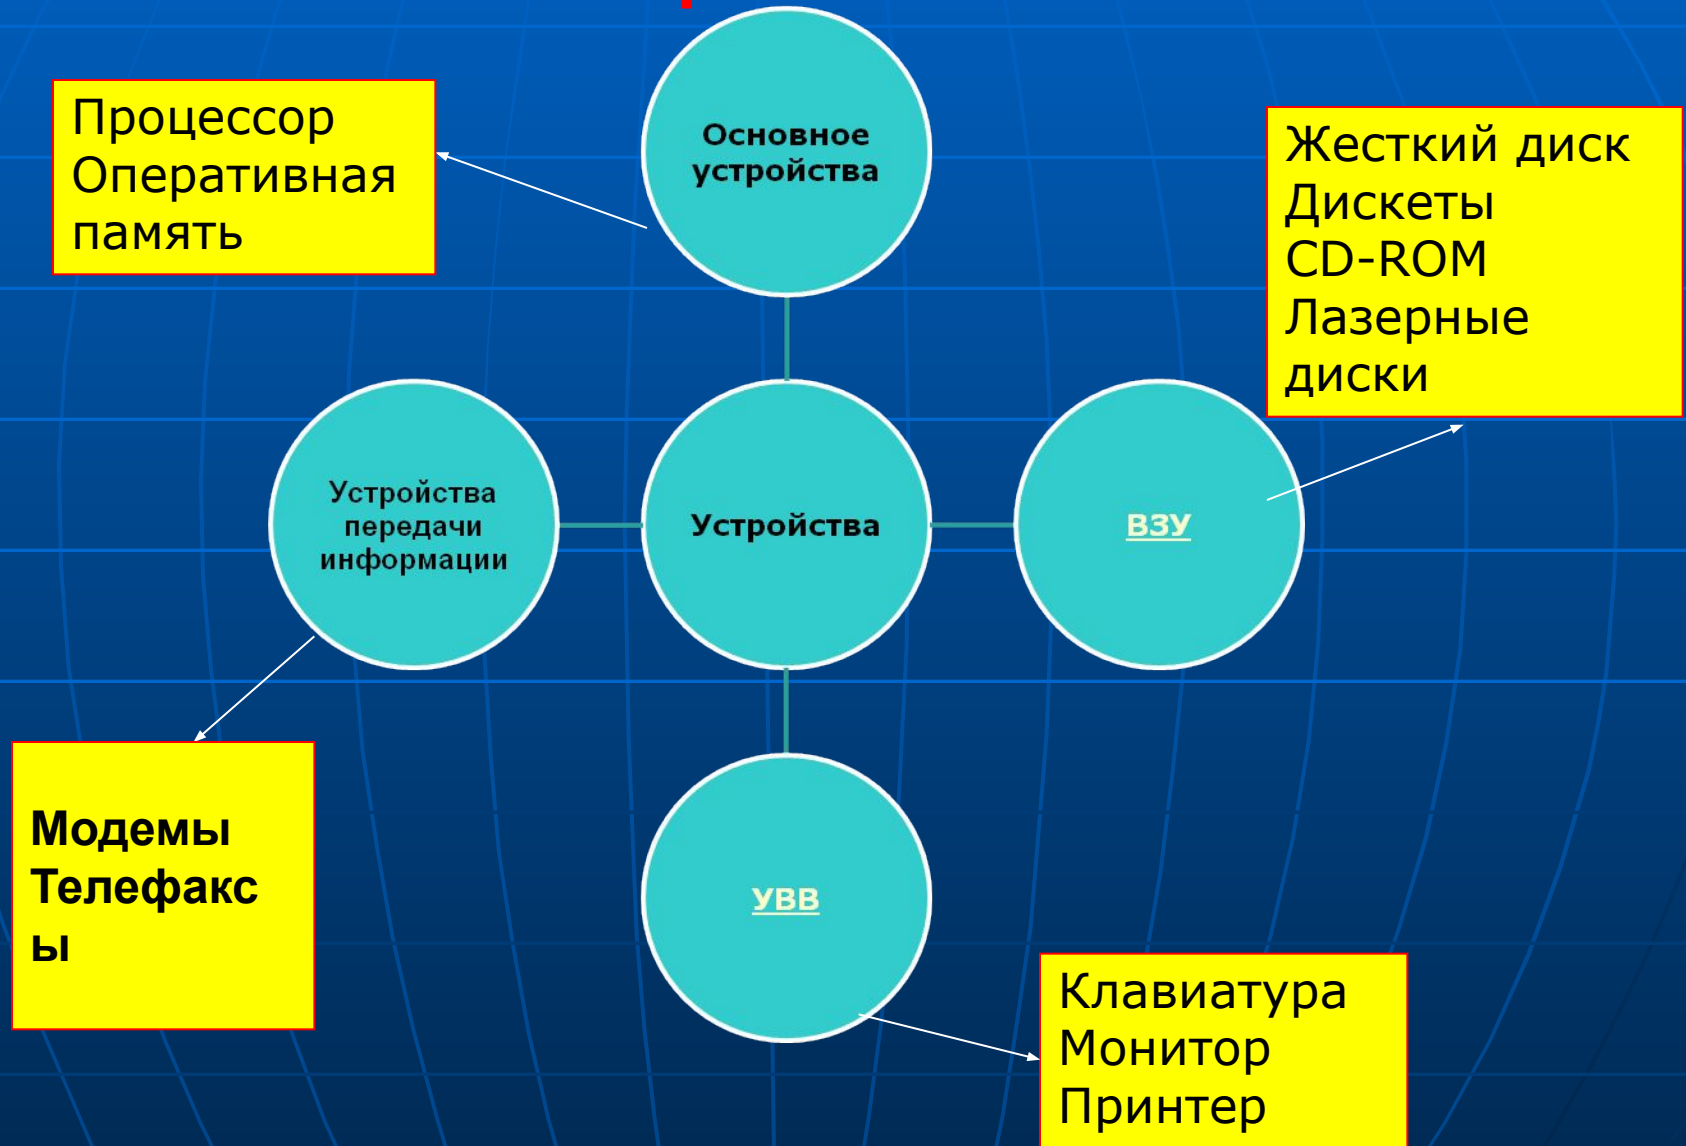 Основное
устройства
Процессор
Оперативная
память
Жесткий диск
Дискеты
CD-ROM
Лазерные
диски
Устройства
передачи
информации
Устройства
ВЗУ
Модемы
Телефакс
ы
УВВ
Клавиатура
Монитор
Принтер